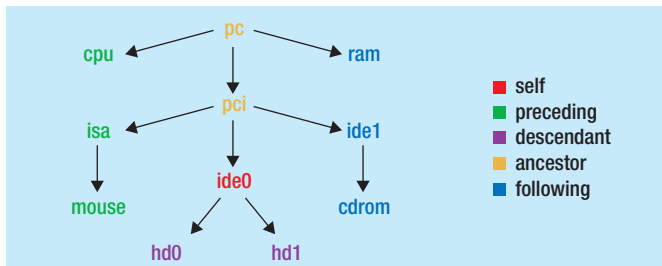 pc
cpu
ram
pci
isa
ide1
ide0
mouse
cdrom
hd0
hd1
self
preceding
descendant
ancestor
following